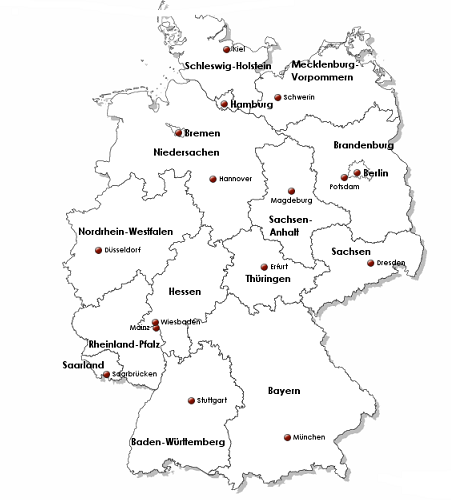 Kiel
Schleswig-Holstein
Mecklenburg-
Vorpommern
Schwerin
Hamburg
Bremen
Niedersachen
Brandenburg
Berlin
Potsdam
Hannover
Magdeburg
Sachsen-
Anhalt
Nordrhein-Westfalen
Düsseldorf
Sachsen
Dresden
Erfurt
Thüringen
Hessen
Wiesbaden
Mainz
Rheinland-Pfalz
Saarland
Saarbrücken
Bayern
Stuttgart
Baden-Württemberg
München